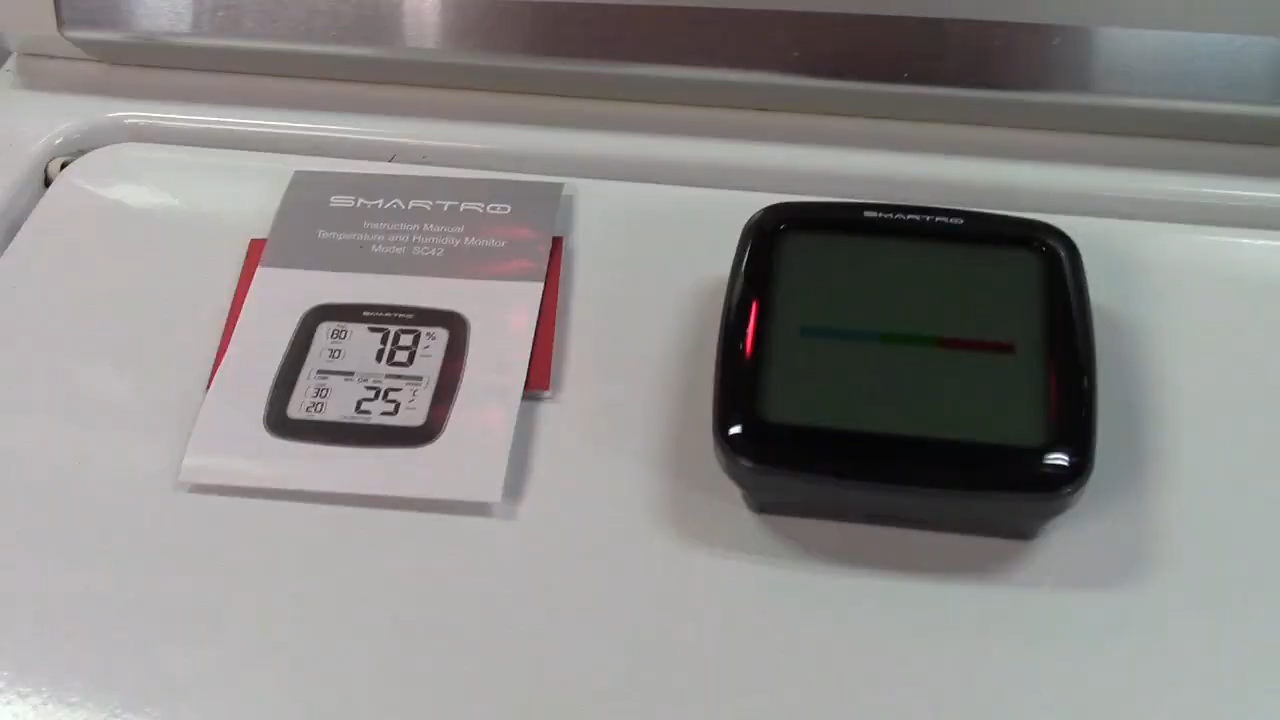 SMARTRO
Instruction Manual
Temperature and Humidity Monitor
Model: SC42
SMARTRO
80
78 %
70
30
25 °C
20
SMARTRO